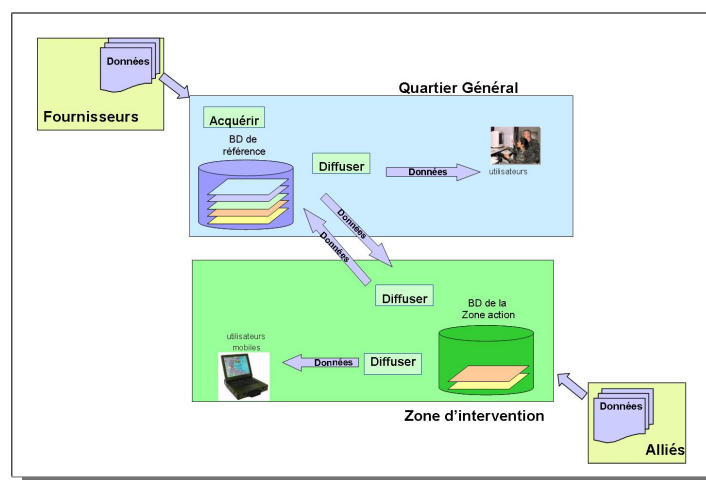 Données
Fournisseurs
Quartier Général
Acquérir
BD de
référence
Diffuser
Données
utilisateurs
Données
Données
Diffuser
BD de la
Zone action
utilisateurs
mobiles
Données
Diffuser
Zone d'intervention
Données
Alliés